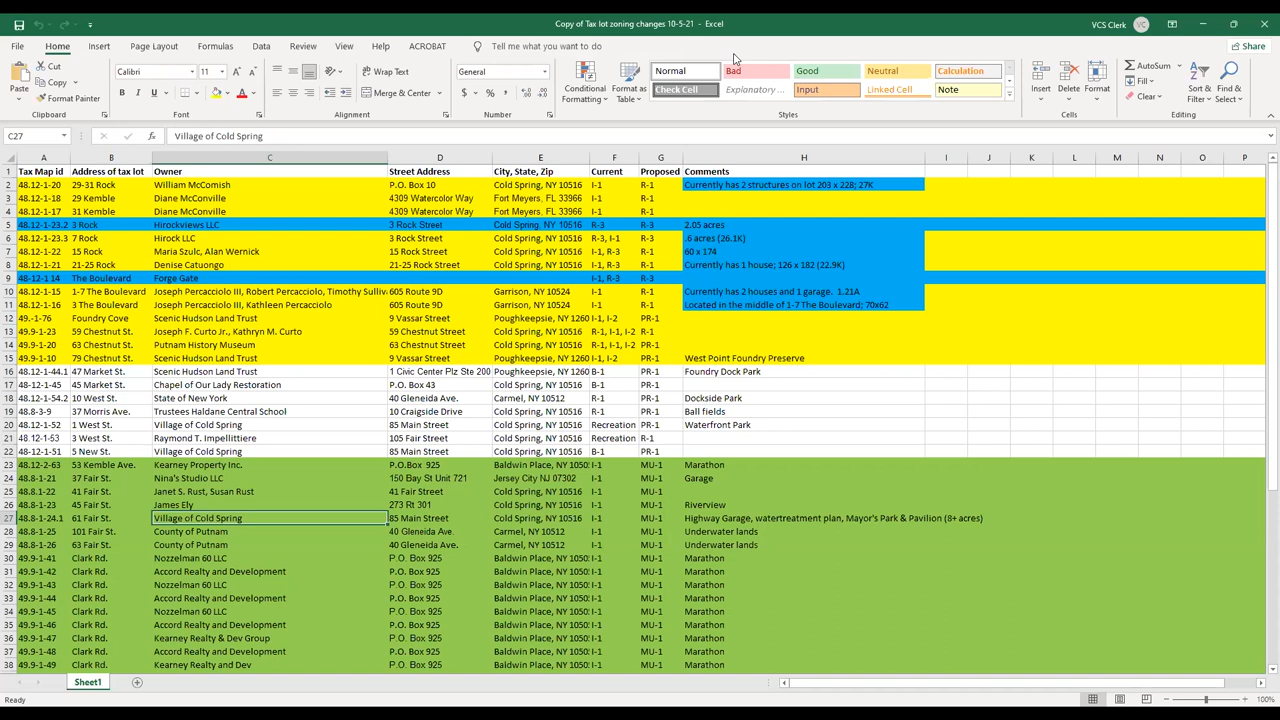 Copy of Tax lot zoning changes 10-5-21 - Excel VCS Clerk VC
File Home Insert Page Layout Formulas Data Review View Help ACROBAT Tell me what you want to do Share
Paste Cut Copy Format Painter Calibri 11 Wrap Text General Conditional Formatting Format as Table Normal Bad Good Neutral Calculation Insert Delete Format AutoSum Sort & Filter Find & Select
B I U Merge & Center $ % Check Cell Explanatory ... Input Linked Cell Note Fill Clear
Clipboard Font Alignment Number Styles Cells Editing
C27 fx Village of Cold Spring
A B C D E F G H I J K L M N O P
1 Tax Map id Address of tax lot Owner Street Address City, State, Zip Current Proposed Comments
2 48.12-1-20 29-31 Rock William McComish P.O. Box 10 Cold Spring, NY 10516 I-1 R-1 Currently has 2 structures on lot 203 x 228; 27K
3 48.12-1-18 29 Kemble Diane McConville 4309 Watercolor Way Fort Meyers, FL 33966 I-1 R-1
4 48.12-1-17 31 Kemble Diane McConville 4309 Watercolor Way Fort Meyers, FL 33966 I-1 R-1
5 48.12-1-23.2 3 Rock Hirockviews LLC 3 Rock Street Cold Spring, NY 10516 R-3 R-3 2.05 acres
6 48.12-1-23.3 7 Rock Hirock LLC 3 Rock Street Cold Spring, NY 10516 R-3, I-1 R-3 .6 acres (26.1K)
7 48.12-1-22 15 Rock Maria Szulc, Alan Wernick 15 Rock Street Cold Spring, NY 10516 I-1, R-3 R-1 60 x 174
8 48.12-1-21 21-25 Rock Denise Catuongo 21-25 Rock Street Cold Spring, NY 10516 I-1 R-1 Currently has 1 house; 126 x 182 (22.9K)
9 48-12-1 14 The Boulevard Forge Gate I-1, R-3 R-3
10 48.12-1-15 1-7 The Boulevard Joseph Percacciolo III, Robert Percacciolo, Timothy Sulliv 605 Route 9D Garrison, NY 10524 I-1 R-1 Currently has 2 houses and 1 garage. 1.21A
11 48.12-1-16 3 The Boulevard Joseph Percacciolo III, Kathleen Percacciolo 605 Route 9D Garrison, NY 10524 I-1 R-1 Located in the middle of 1-7 The Boulevard; 70x62
12 49.-1-76 Foundry Cove Scenic Hudson Land Trust 9 Vassar Street Poughkeepsie, NY 1260 I-1, I-2 PR-1
13 49.9-1-23 59 Chestnut St. Joseph F. Curto Jr., Kathryn M. Curto 59 Chestnut Street Cold Spring, NY 10516 R-1, I-1, I-2 PR-1
14 49.9-1-20 63 Chestnut St. Putnam History Museum 63 Chestnut Street Cold Spring, NY 10516 R-1, I-1, I-2 PR-1
15 49.9-1-10 79 Chestnut St. Scenic Hudson Land Trust 9 Vassar Street Poughkeepsie, NY 1260 I-1, I-2 PR-1 West Point Foundry Preserve
16 48.12-1-44.1 47 Market St. Scenic Hudson Land Trust 1 Civic Center Plz Ste 200 Poughkeepsie, NY 1260 B-1 PR-1 Foundry Dock Park
17 48.12-1-45 45 Market St. Chapel of Our Lady Restoration P.O. Box 43 Cold Spring, NY 10516 B-1 PR-1
18 48.12-1-54.2 10 West St. State of New York 40 Gleneida Ave. Carmel, NY 10512 R-1 PR-1 Dockside Park
19 48.8-3-9 37 Morris Ave. Trustees Haldane Central School 10 Craigside Drive Cold Spring, NY 10516 R-1 PR-1 Ball fields
20 48.12-1-52 1 West St. Village of Cold Spring 85 Main Street Cold Spring, NY 10516 Recreation PR-1 Waterfront Park
21 48.12-1-53 3 West St. Raymond T. Impellittiere 105 Fair Street Cold Spring, NY 10516 Recreation R-1
22 48.12-1-51 5 New St. Village of Cold Spring 85 Main Street Cold Spring, NY 10516 B-1 PR-1
23 48.12-2-63 53 Kemble Ave. Kearney Property Inc. P.O.Box 925 Baldwin Place, NY 1050 I-1 MU-1 Marathon
24 48.8-1-21 37 Fair St. Nina's Studio LLC 150 Bay St Unit 721 Jersey City NJ 07302 I-1 MU-1 Garage
25 48.8.1-22 41 Fair St. Janet S. Rust, Susan Rust 41 Fair Street Cold Spring, NY 10516 I-1 MU-1
26 48.8-1-23 45 Fair St. James Ely 273 Rt 301 Cold Spring, NY 10516 I-1 MU-1 Riverview
27 48.8-1-24.1 61 Fair St. Village of Cold Spring 85 Main Street Cold Spring, NY 10516 I-1 MU-1 Highway Garage, watertreatment plan, Mayor's Park & Pavilion (8+ acres)
28 48.8-1-25 101 Fair St. County of Putnam 40 Gleneida Ave. Carmel, NY 10512 I-1 MU-1 Underwater lands
29 48.8-1-26 63 Fair St. County of Putnam 40 Gleneida Ave. Carmel, NY 10512 I-1 MU-1 Underwater lands
30 49.9-1-41 Clark Rd. Nozzelman 60 LLC P.O. Box 925 Baldwin Place, NY 1050 I-1 MU-1 Marathon
31 49.9-1-42 Clark Rd. Accord Realty and Development P.O. Box 925 Baldwin Place, NY 1050 I-1 MU-1 Marathon
32 49.9-1-43 Clark Rd. Nozzelman 60 LLC P.O. Box 925 Baldwin Place, NY 1050 I-1 MU-1 Marathon
33 49.9-1-44 Clark Rd. Accord Realty and Development P.O. Box 925 Baldwin Place, NY 1050 I-1 MU-1 Marathon
34 49.9-1-45 Clark Rd. Nozzelman 60 LLC P.O. Box 925 Baldwin Place, NY 1050 I-1 MU-1 Marathon
35 49.9-1-46 Clark Rd. Accord Realty and Development P.O. Box 925 Baldwin Place, NY 1050 I-1 MU-1 Marathon
36 49.9-1-47 Clark Rd. Kearney Realty & Dev Group P.O. Box 925 Baldwin Place, NY 1050 I-1 MU-1 Marathon
37 49.9-1-48 Clark Rd. Accord Realty and Development P.O. Box 925 Baldwin Place, NY 1050 I-1 MU-1 Marathon
38 49.9-1-49 Clark Rd. Kearney Realty and Dev P.O. Box 925 Baldwin Place, NY 1050 I-1 MU-1 Marathon
Sheet1
Ready 100%